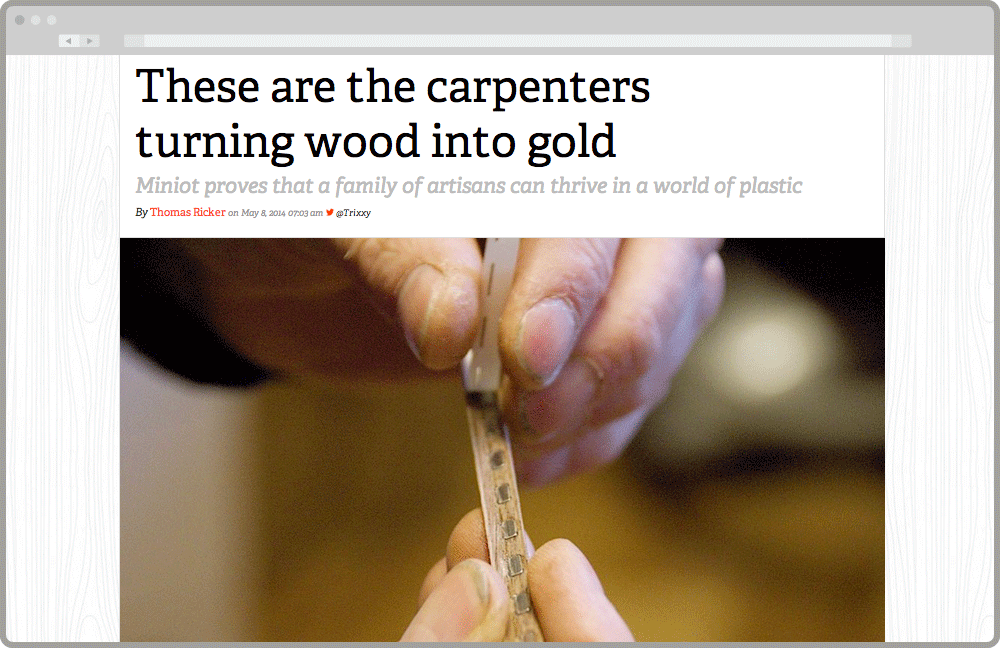 These are the carpenters
turning wood into gold
Miniot proves that a family of artisans can thrive in a world of plastic
By Thomas Ricker on May 8, 2014 07:03 am @Trixxy